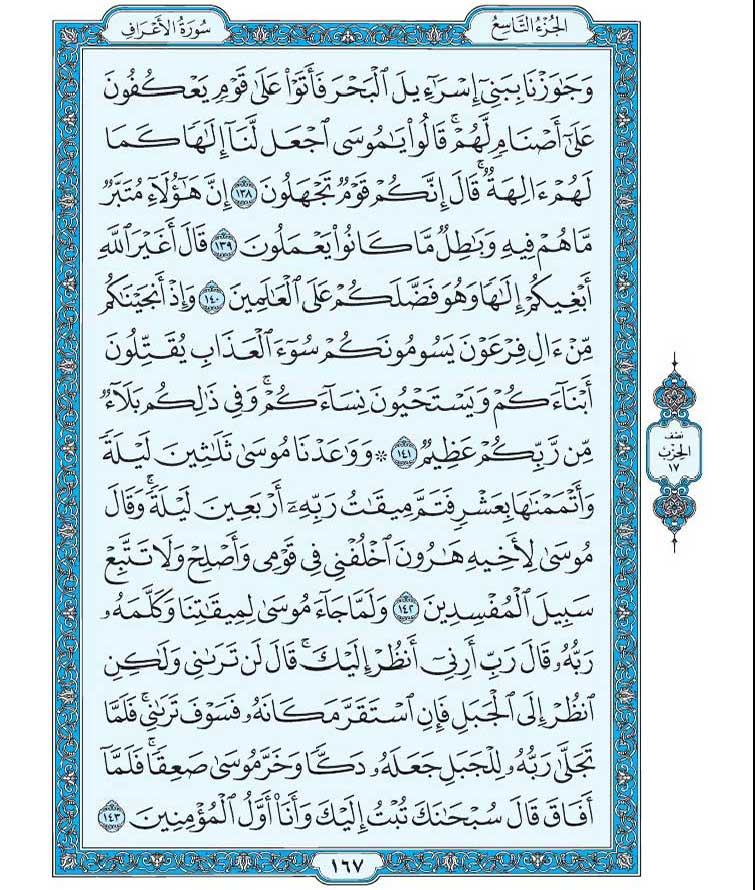 الجُزْءُ التَّاسِعُ
سُورَةُ الأَعْرَافِ
وَجَٰوَزْنَا بِبَنِىٓ إِسْرَٰٓءِيلَ ٱلْبَحْرَ فَأَتَوْا۟ عَلَىٰ قَوْمٍ يَعْكُفُونَ
عَلَىٰٓ أَصْنَامٍ لَّهُمْ ۚ قَالُوا۟ يَٰمُوسَى ٱجْعَل لَّنَآ إِلَٰهًا كَمَا
لَهُمْ ءَالِهَةٌ ۚ قَالَ إِنَّكُمْ قَوْمٌ تَجْهَلُونَ ١٣٨ إِنَّ هَٰٓؤُلَآءِ مُتَبَّرٌ
مَّا هُمْ فِيهِ وَبَٰطِلٌ مَّا كَانُوا۟ يَعْمَلُونَ ١٣٩ قَالَ أَغَيْرَ ٱللَّهِ
أَبْغِيكُمْ إِلَٰهًا وَهُوَ فَضَّلَكُمْ عَلَى ٱلْعَٰلَمِينَ ١٤٠ وَإِذْ أَنجَيْنَٰكُم
مِّنْ ءَالِ فِرْعَوْنَ يَسُومُونَكُمْ سُوٓءَ ٱلْعَذَابِ يُقَتِّلُونَ
أَبْنَآءَكُمْ وَيَسْتَحْيُونَ نِسَآءَكُمْ ۚ وَفِى ذَٰلِكُم بَلَآءٌ
مِّن رَّبِّكُمْ عَظِيمٌ ١٤١ ۞ وَوَٰعَدْنَا مُوسَىٰ ثَلَٰثِينَ لَيْلَةً
وَأَتْمَمْنَٰهَا بِعَشْرٍ فَتَمَّ مِيقَٰتُ رَبِّهِۦٓ أَرْبَعِينَ لَيْلَةً ۚ وَقَالَ
مُوسَىٰ لِأَخِيهِ هَٰرُونَ ٱخْلُفْنِى فِى قَوْمِى وَأَصْلِحْ وَلَا تَتَّبِعْ
سَبِيلَ ٱلْمُفْسِدِينَ ١٤٢ وَلَمَّا جَآءَ مُوسَىٰ لِمِيقَٰتِنَا وَكَلَّمَهُۥ
رَبُّهُۥ قَالَ رَبِّ أَرِنِىٓ أَنظُرْ إِلَيْكَ ۚ قَالَ لَن تَرَىٰنِى وَلَٰكِنِ
ٱنظُرْ إِلَى ٱلْجَبَلِ فَإِنِ ٱسْتَقَرَّ مَكَانَهُۥ فَسَوْفَ تَرَىٰنِى ۚ فَلَمَّا
تَجَلَّىٰ رَبُّهُۥ لِلْجَبَلِ جَعَلَهُۥ دَكًّا وَخَرَّ مُوسَىٰ صَعِقًا ۚ فَلَمَّآ
أَفَاقَ قَالَ سُبْحَٰنَكَ تُبْتُ إِلَيْكَ وَأَنَا۠ أَوَّلُ ٱلْمُؤْمِنِينَ ١٤٣
نصف
الحزب
١٧
١٦٧